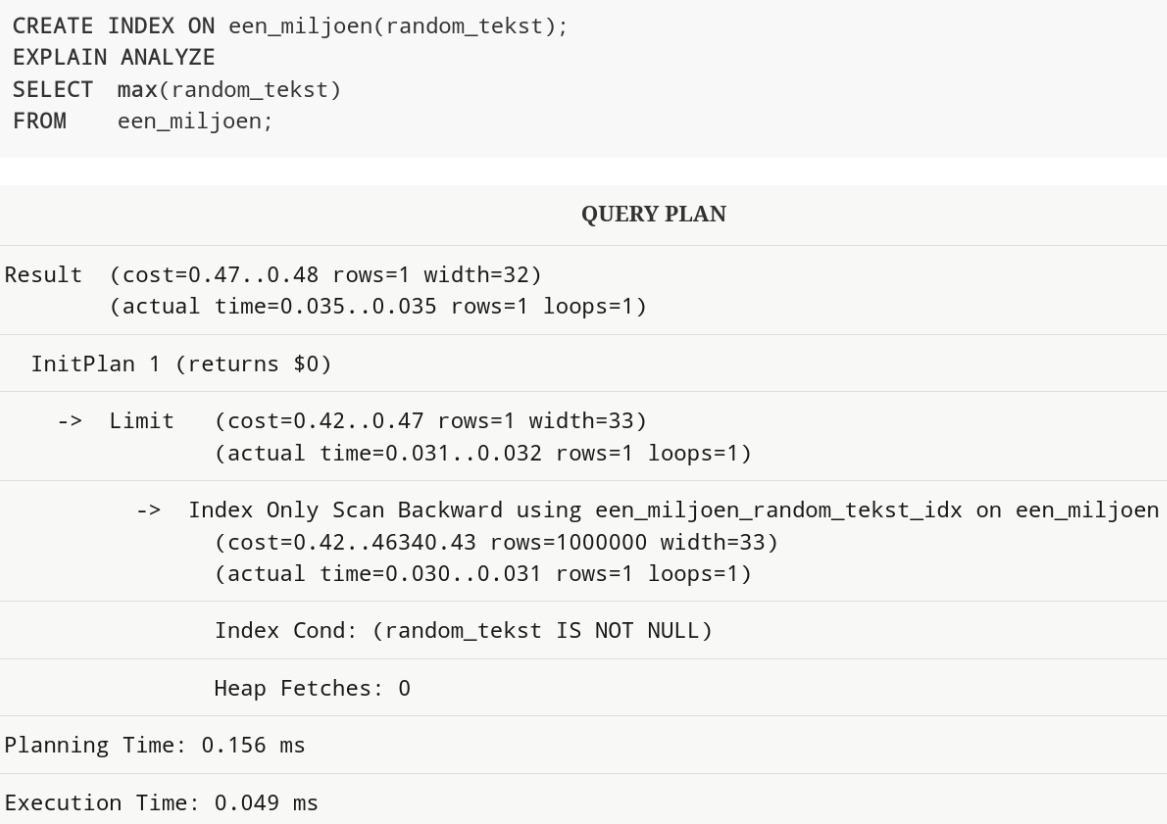 CREATE INDEX ON een_miljoen(random_tekst);
EXPLAIN ANALYZE
SELECT  max(random_tekst)
FROM    een_miljoen;
QUERY PLAN
Result  (cost=0.47..0.48 rows=1 width=32)
(actual time=0.035..0.035 rows=1 loops=1)
InitPlan 1 (returns $0)
->  Limit   (cost=0.42..0.47 rows=1 width=33)
(actual time=0.031..0.032 rows=1 loops=1)
->  Index Only Scan Backward using een_miljoen_random_tekst_idx on een_miljoen
(cost=0.42..46340.43 rows=1000000 width=33)
(actual time=0.030..0.031 rows=1 loops=1)
Index Cond: (random_tekst IS NOT NULL)
Heap Fetches: 0
Planning Time: 0.156 ms
Execution Time: 0.049 ms